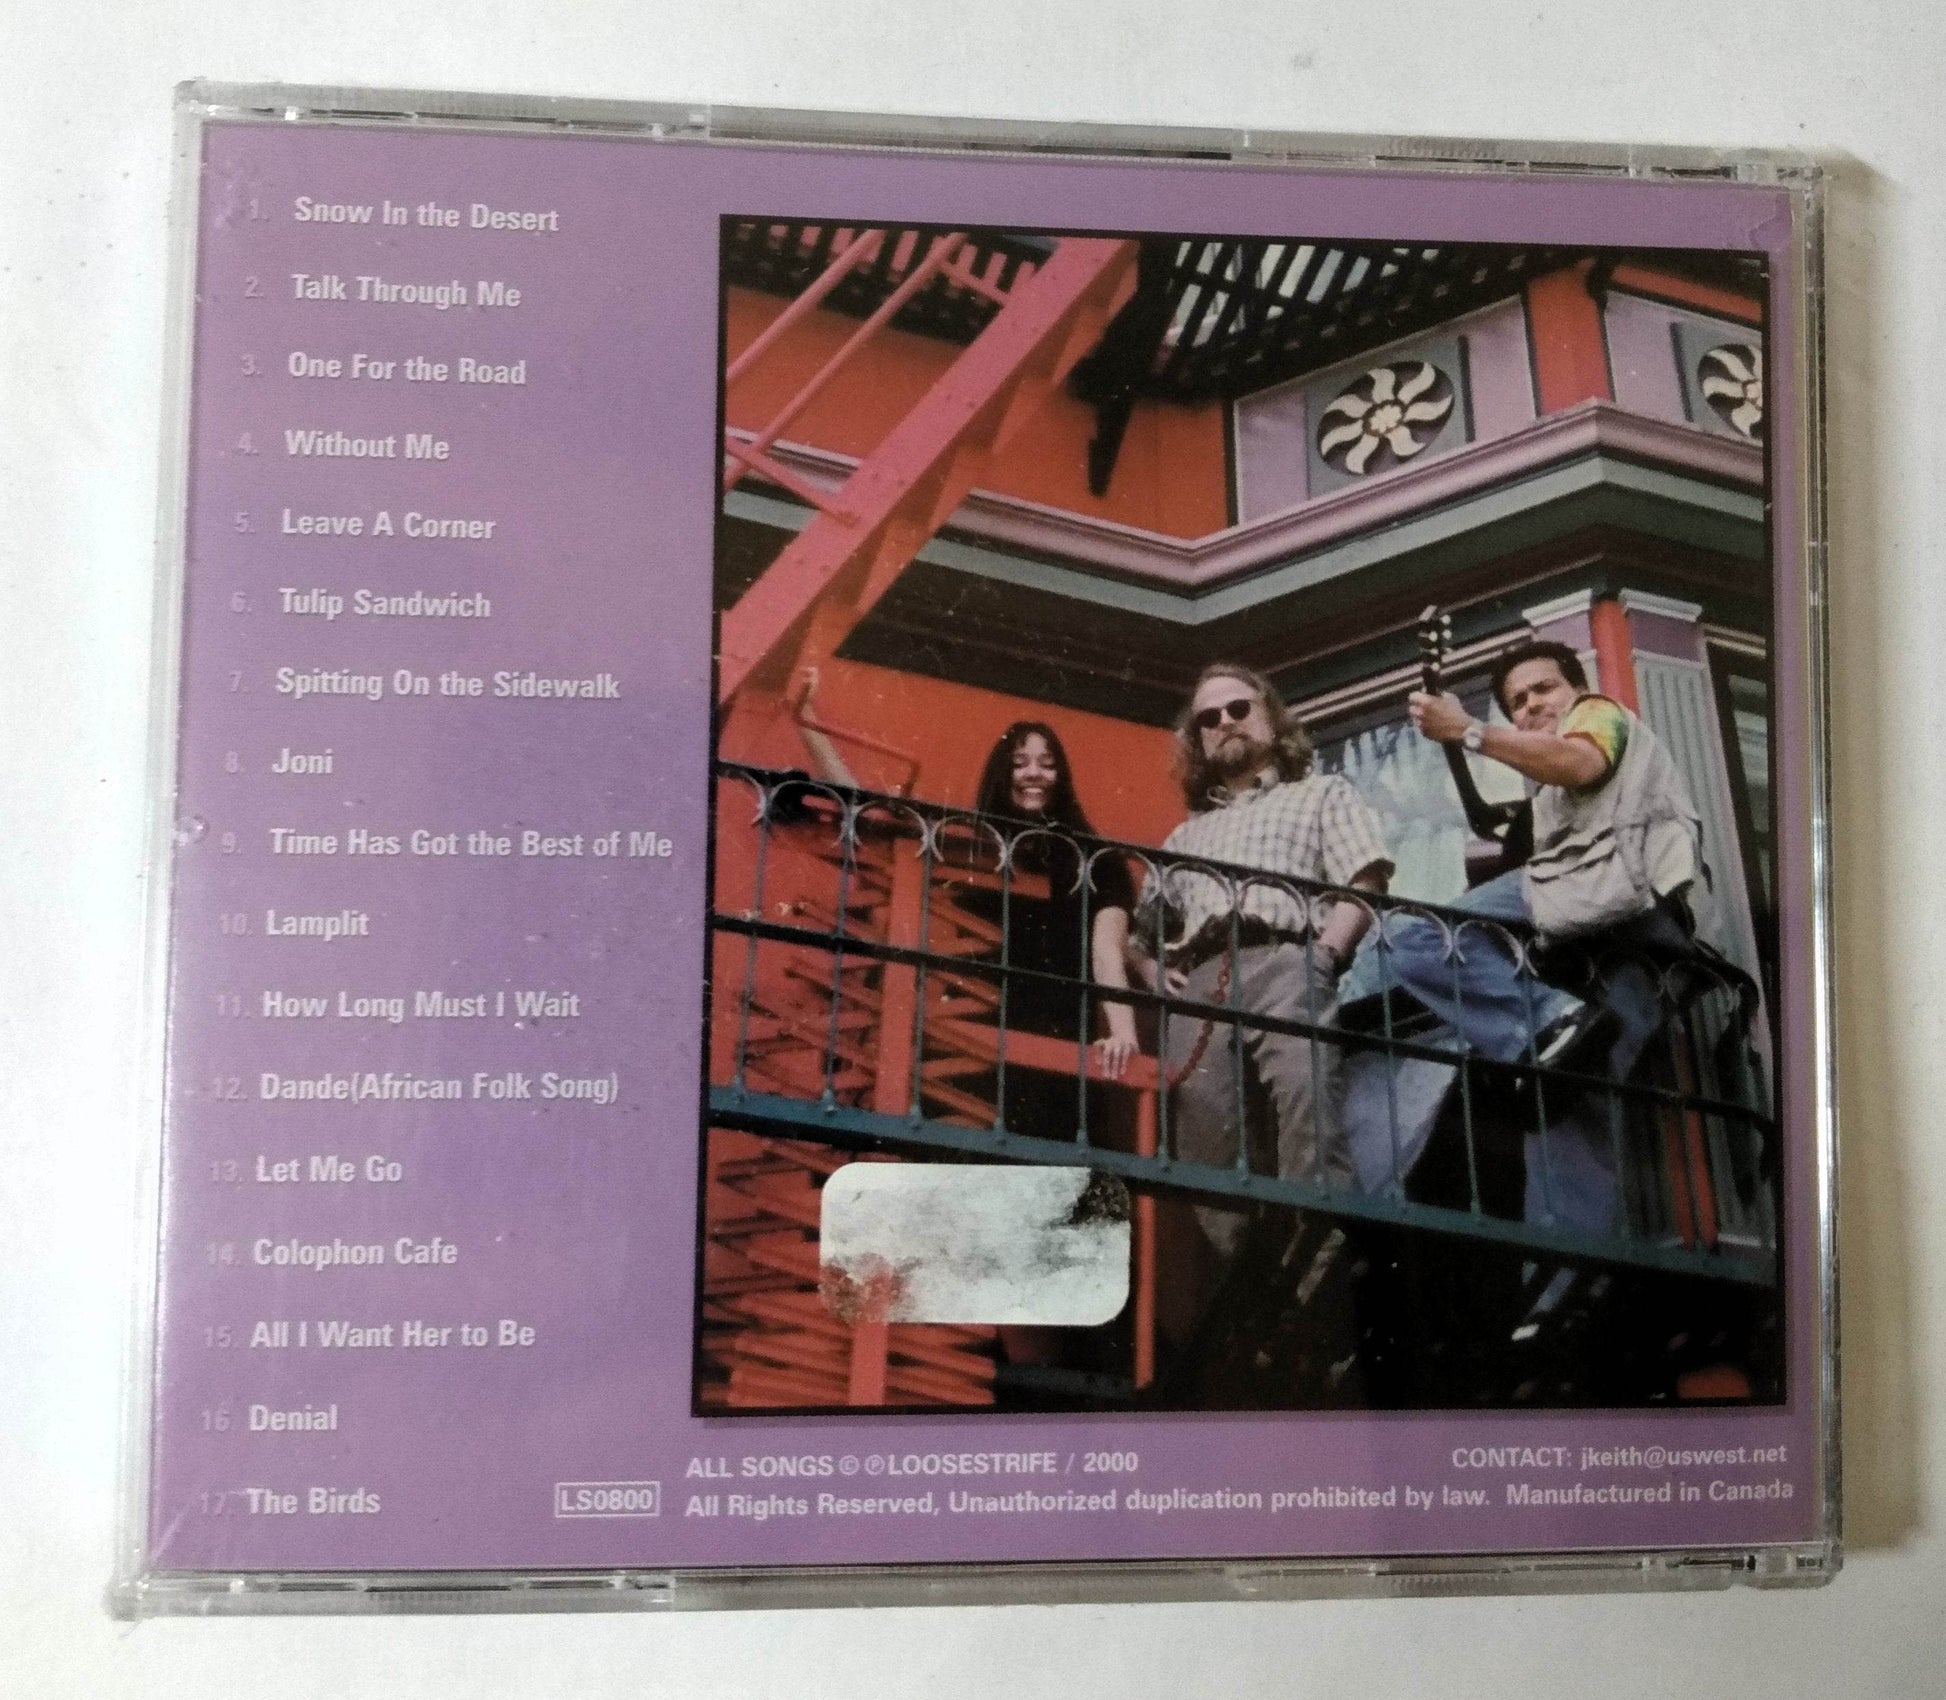 1. Snow In the Desert
2. Talk Through Me
3. One For the Road
4. Without Me
5. Leave A Corner
6. Tulip Sandwich
7. Spitting On the Sidewalk
8. Joni
9. Time Has Got the Best of Me
10. Lamplit
11. How Long Must I Wait
12. Dande(African Folk Song)
13. Let Me Go
14. Colophon Cafe
15. All I Want Her to Be
16 Denial
17. The Birds
LS0800
ALL SONGS © ℗ LOOSESTRIFE / 2000
CONTACT: jkeith@uswest.net
All Rights Reserved, Unauthorized duplication prohibited by law. Manufactured in Canada